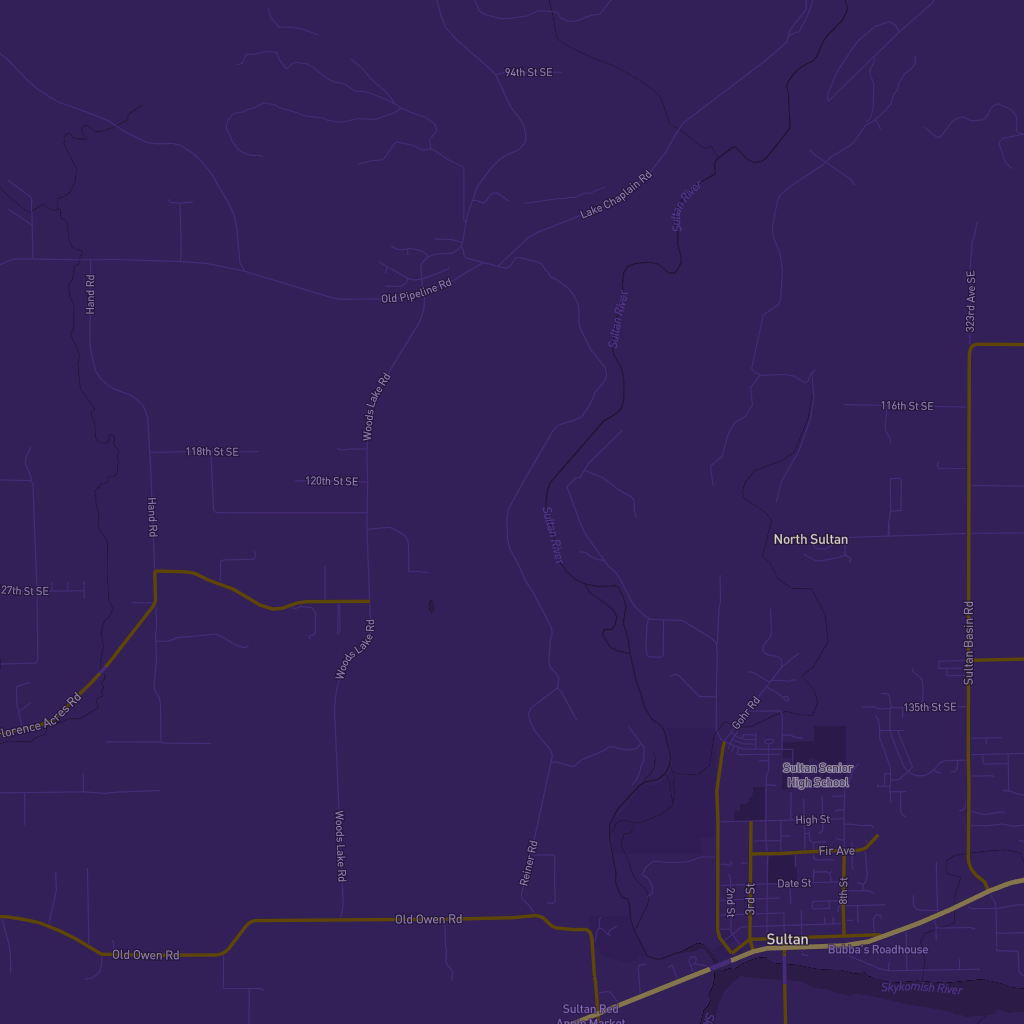 94th St SE
Lake Chaplain Rd
Sultan River
Hand Rd
Old Pipeline Rd
323rd Ave SE
Sultan River
Woods Lake Rd
116th St SE
118th St SE
120th St SE
Hand Rd
Sultan River
North Sultan
27th St SE
Woods Lake Rd
Sultan Basin Rd
Florence Acres Rd
Gohr Rd
135th St SE
Sultan Senior
High School
High St
Woods Lake Rd
Reiner Rd
Fir Ave
Date St
2nd St
3rd St
8th St
Old Owen Rd
Sultan
Bubba's Roadhouse
Old Owen Rd
Skykomish River
Sultan Red
Apple Market